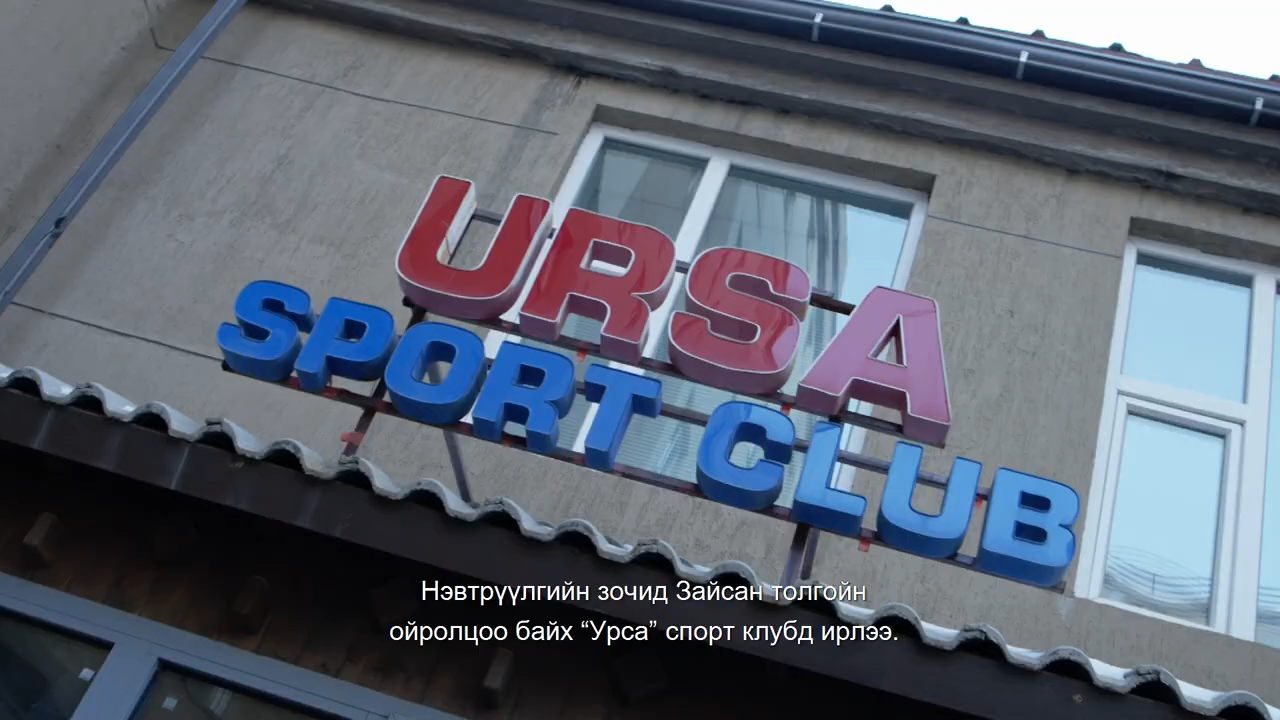 URSA
SPORT CLUB
Нэвтрүүлгийн зочид Зайсан толгойн
ойролцоо байх “Урса” спорт клубд ирлээ.